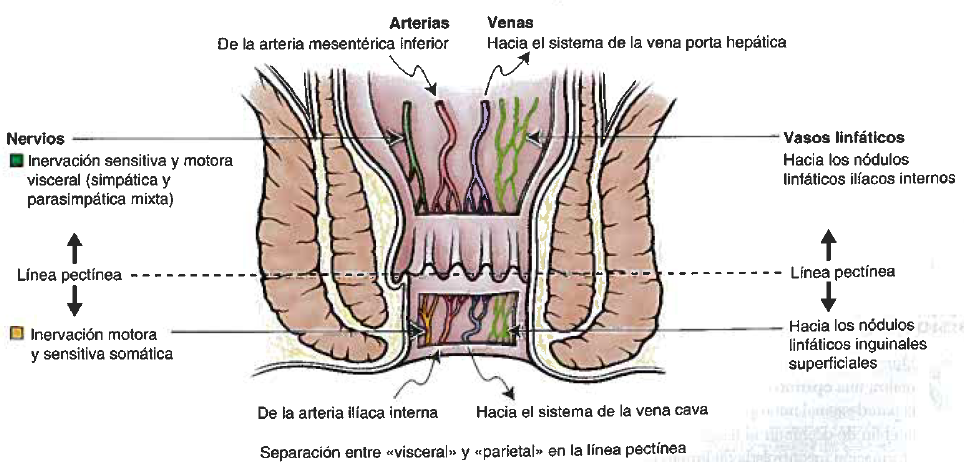 Arterias
De la arteria mesentérica inferior
Venas
Hacia el sistema de la vena porta hepática
Nervios
Inervación sensitiva y motora
visceral (simpática y
parasimpática mixta)
Vasos linfáticos
Hacia los nódulos
linfáticos ilíacos internos
Línea pectínea
Línea pectínea
Inervación motora
y sensitiva somática
Hacia los nódulos
linfáticos inguinales
superficiales
De la arteria ilíaca interna
Hacia el sistema de la vena cava
Separación entre «visceral» y «parietal» en la línea pectínea